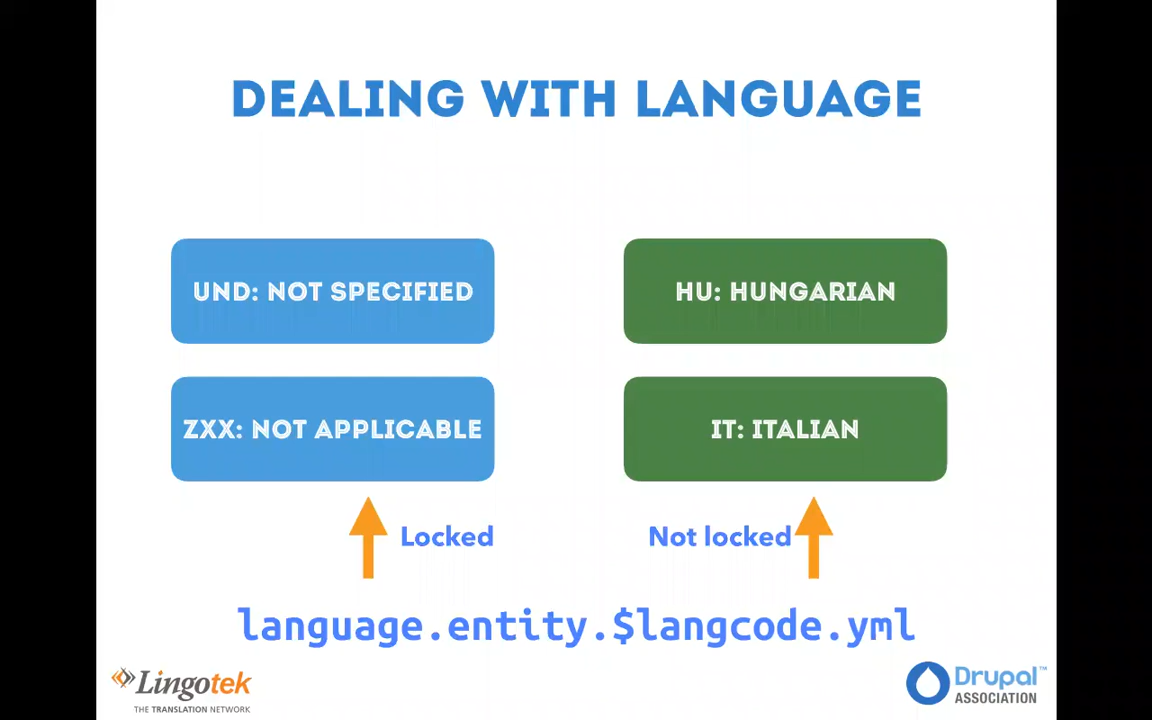 DEALING WITH LANGUAGE
UND: NOT SPECIFIED
HU: HUNGARIAN
ZXX: NOT APPLICABLE
IT: ITALIAN
Locked
Not locked
language.entity.$langcode.yml
Lingotek
THE TRANSLATION NETWORK
Drupal™
ASSOCIATION